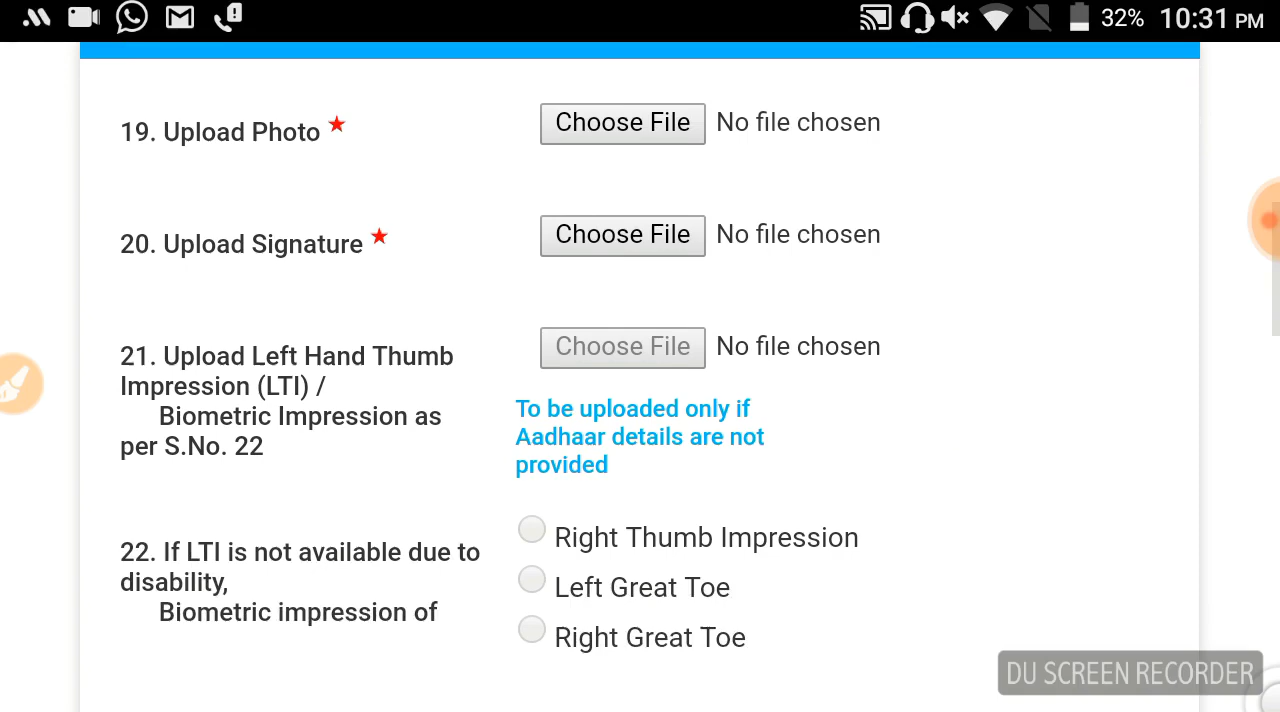 32% 10:31 PM
19. Upload Photo ★ Choose File No file chosen
20. Upload Signature ★ Choose File No file chosen
21. Upload Left Hand Thumb Choose File No file chosen
Impression (LTI) /
Biometric Impression as
per S.No. 22
To be uploaded only if
Aadhaar details are not
provided
22. If LTI is not available due to
disability,
Biometric impression of
Right Thumb Impression
Left Great Toe
Right Great Toe
DU SCREEN RECORDER